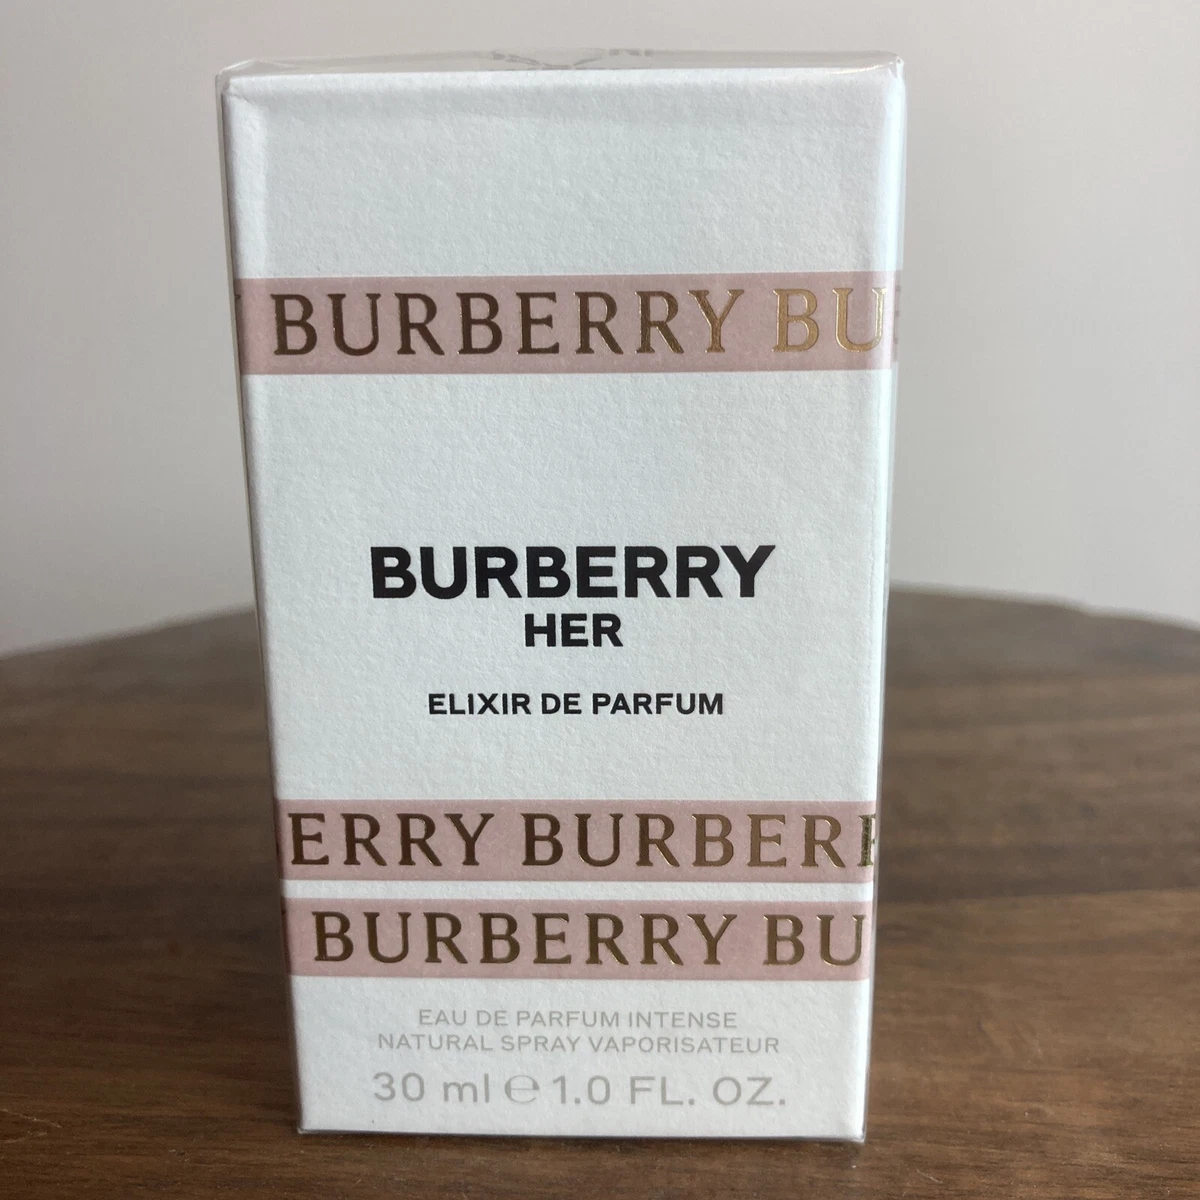 BURBERRY BU
BURBERRY
HER
ELIXIR DE PARFUM
ERRY BURBER
BURBERRY BU
EAU DE PARFUM INTENSE
NATURAL SPRAY VAPORISATEUR
30 ml ℮ 1.0 FL. OZ.